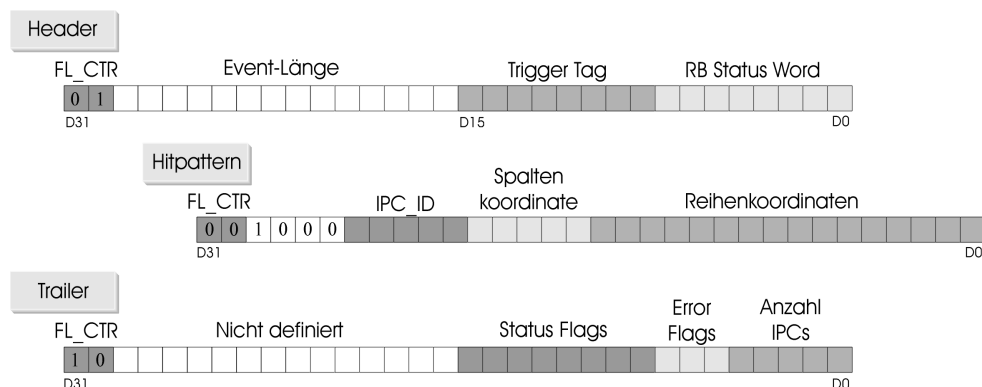 Header
FL_CTR Event-Länge Trigger Tag RB Status Word
0 1
D31 D15 D0
Hitpattern
FL_CTR IPC_ID Spalten koordinate Reihenkoordinaten
0 0 1 0 0 0
D31 D0
Trailer
FL_CTR Nicht definiert Status Flags Error Flags Anzahl IPCs
1 0
D31 D0